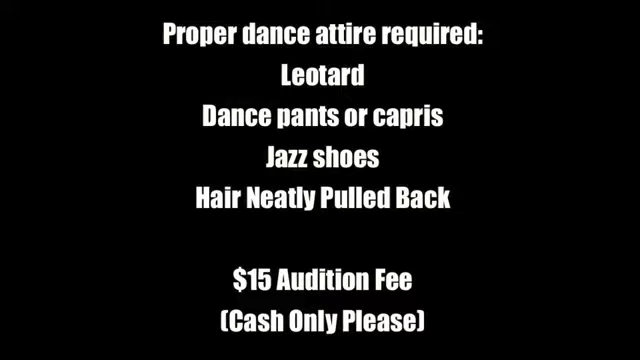 Proper dance attire required:
Leotard
Dance pants or capris
Jazz shoes
Hair Neatly Pulled Back
$15 Audition Fee
(Cash Only Please)